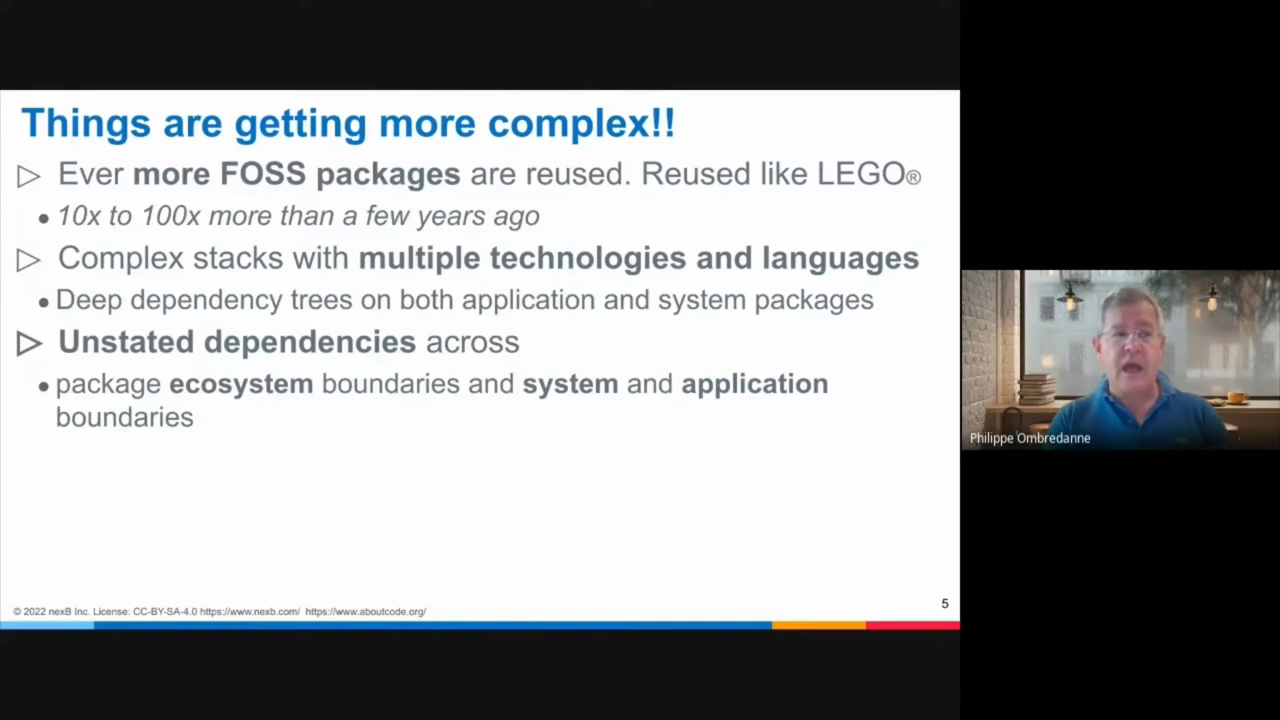 Things are getting more complex!!
▷ Ever more FOSS packages are reused. Reused like LEGO®
• 10x to 100x more than a few years ago
▷ Complex stacks with multiple technologies and languages
• Deep dependency trees on both application and system packages
▷ Unstated dependencies across
• package ecosystem boundaries and system and application
boundaries
© 2022 nexB Inc. License: CC-BY-SA-4.0 https://www.nexb.com/ https://www.aboutcode.org/
5
Philippe Ombredanne